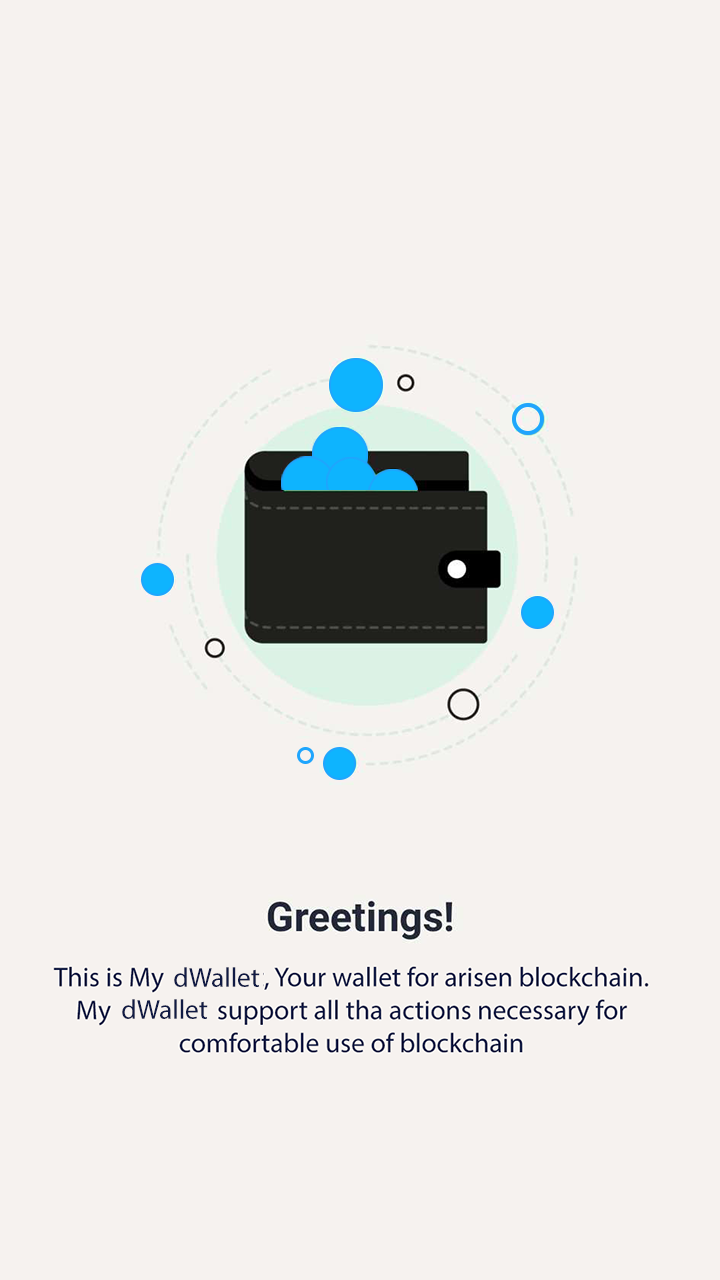 Greetings!
This is My dWallet, Your wallet for arisen blockchain.
My dWallet support all tha actions necessary for
comfortable use of blockchain